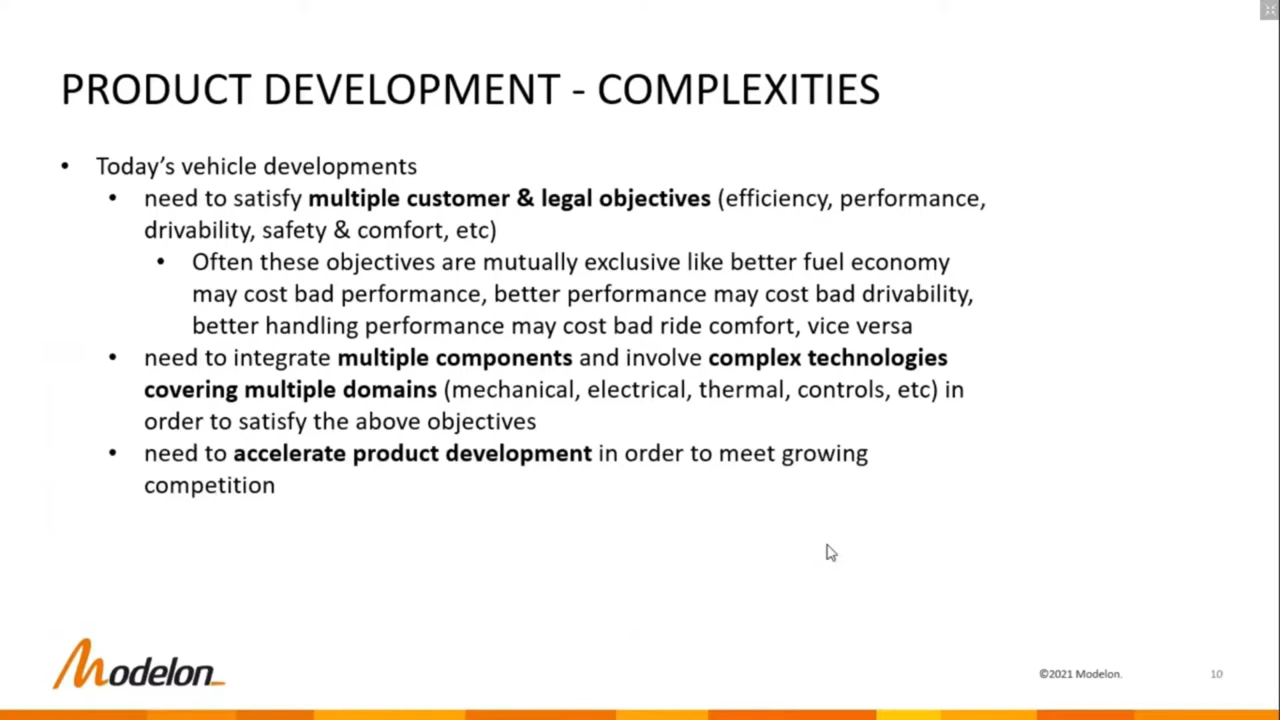 PRODUCT DEVELOPMENT - COMPLEXITIES
• Today's vehicle developments
• need to satisfy multiple customer & legal objectives (efficiency, performance,
drivability, safety & comfort, etc)
• Often these objectives are mutually exclusive like better fuel economy
may cost bad performance, better performance may cost bad drivability,
better handling performance may cost bad ride comfort, vice versa
• need to integrate multiple components and involve complex technologies
covering multiple domains (mechanical, electrical, thermal, controls, etc) in
order to satisfy the above objectives
• need to accelerate product development in order to meet growing
competition
Modelon
©2021 Modelon.
10